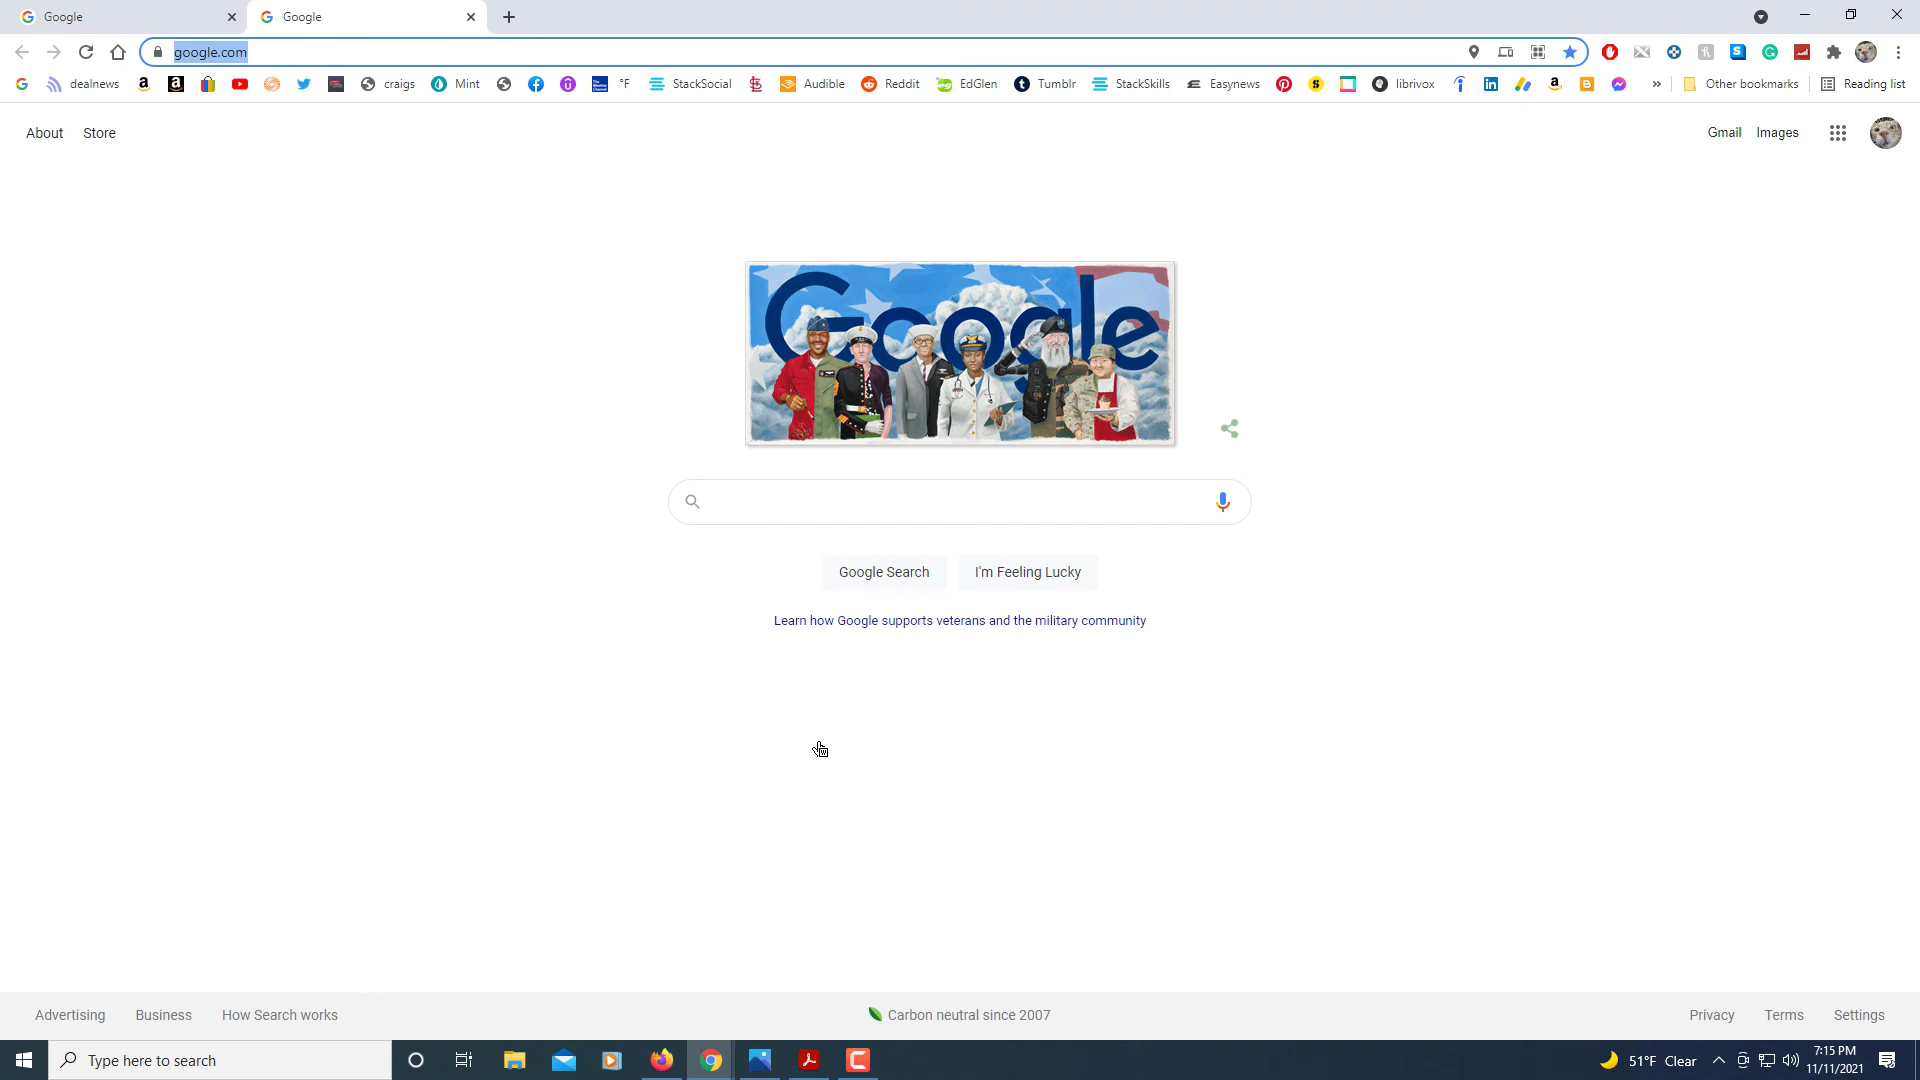 Google
Google
google.com
dealnews
craigs
Mint
°F
StackSocial
Audible
Reddit
EdGlen
Tumblr
StackSkills
Easynews
librivox
»
Other bookmarks
Reading list
About
Store
Gmail
Images
Google
Google Search
I'm Feeling Lucky
Learn how Google supports veterans and the military community
Advertising
Business
How Search works
Carbon neutral since 2007
Privacy
Terms
Settings
Type here to search
51°F Clear
7:15 PM
11/11/2021